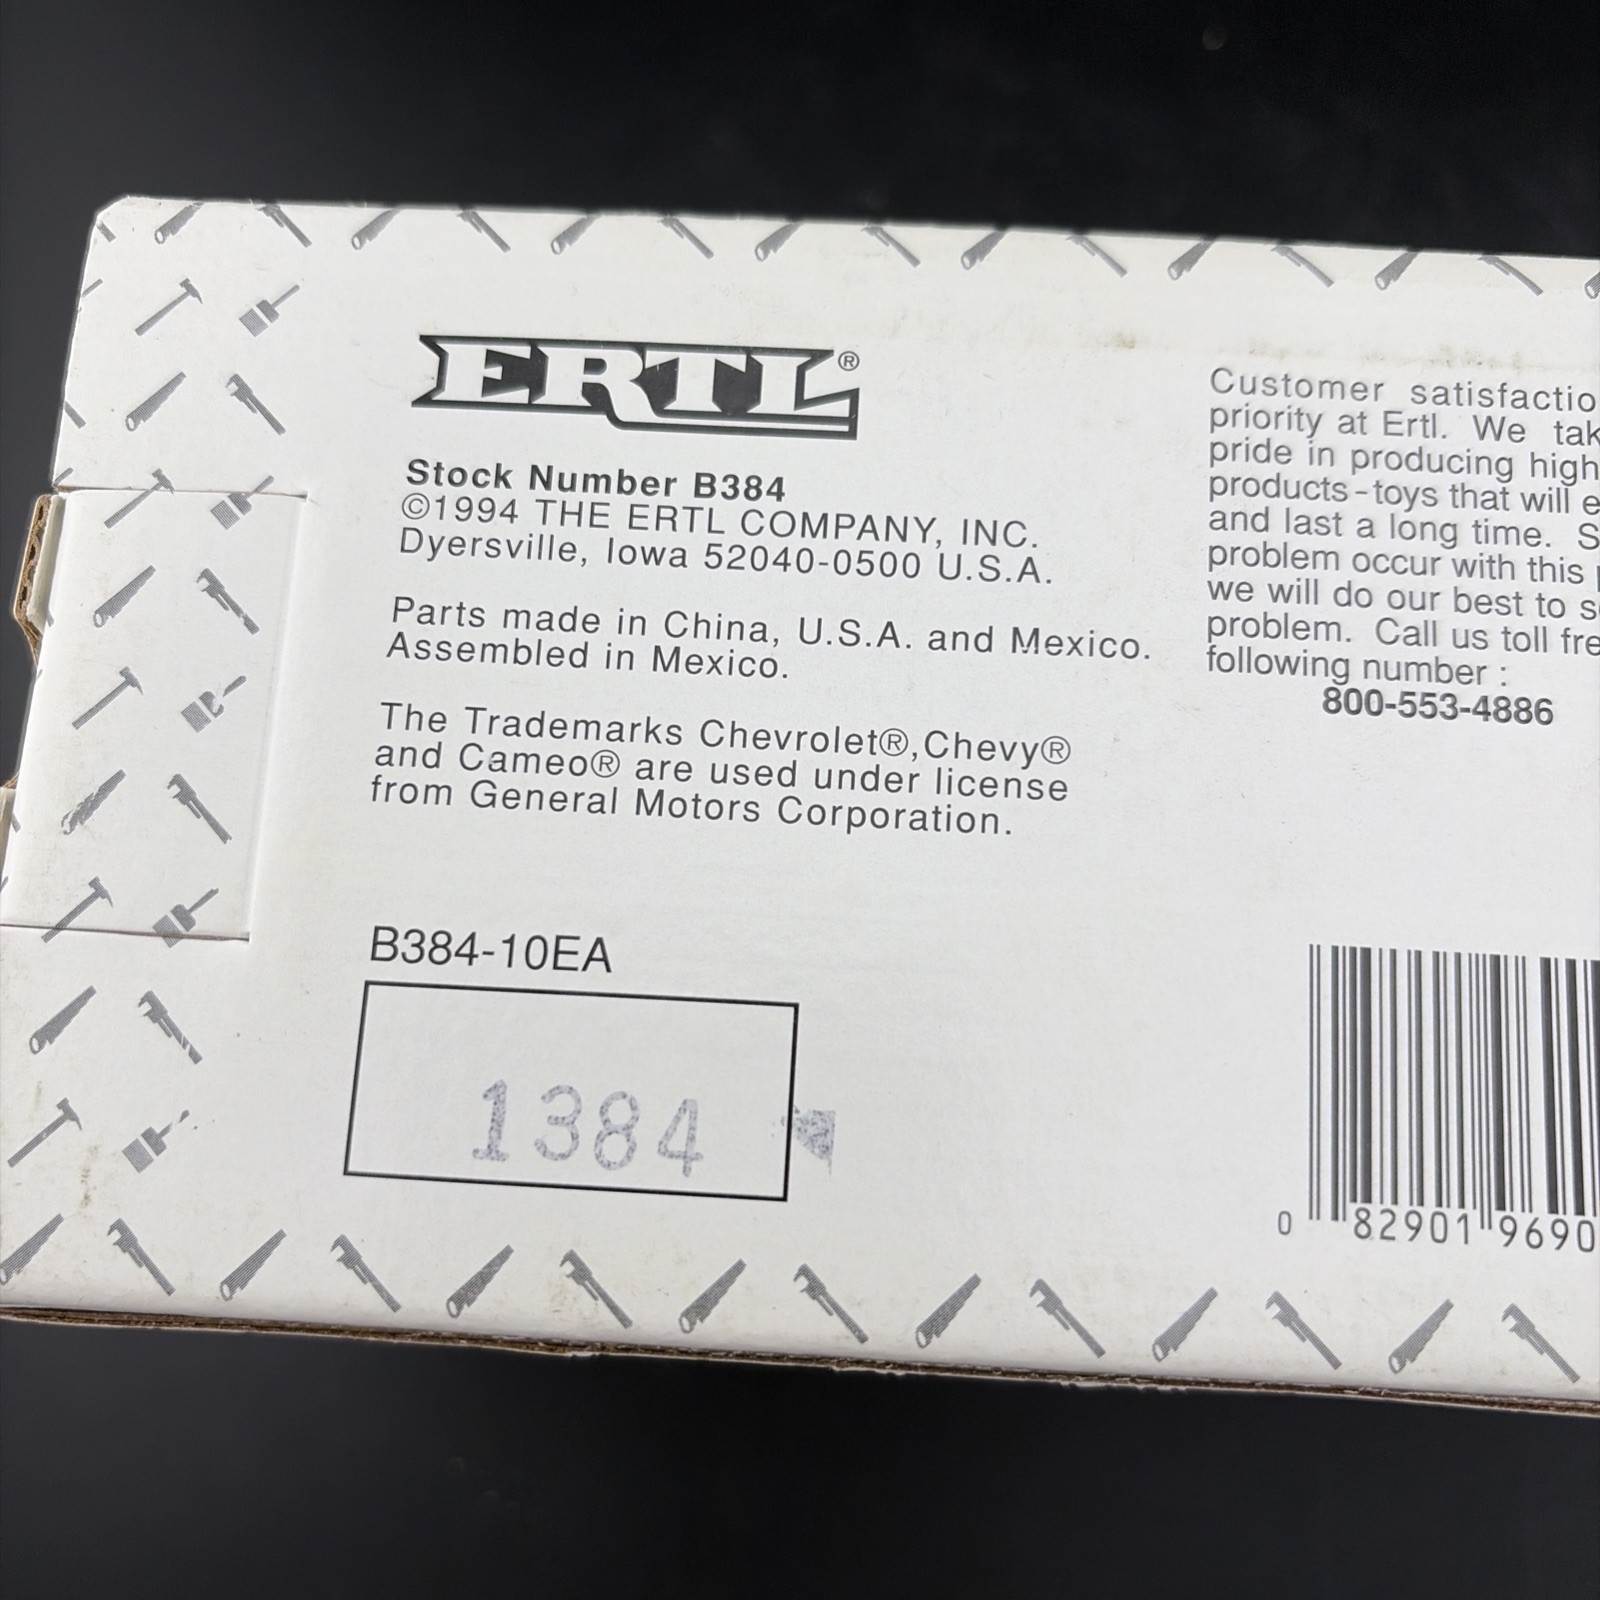 ERTL®
Stock Number B384
©1994 THE ERTL COMPANY, INC.
Dyersville, Iowa 52040-0500 U.S.A.
Parts made in China, U.S.A. and Mexico.
Assembled in Mexico.
The Trademarks Chevrolet®,Chevy®
and Cameo® are used under license
from General Motors Corporation.
B384-10EA
1384
Customer satisfactio
priority at Ertl. We tak
pride in producing high
products-toys that will e
and last a long time. S
problem occur with this
we will do our best to s
problem. Call us toll fre
following number :
800-553-4886
0 82901 9690